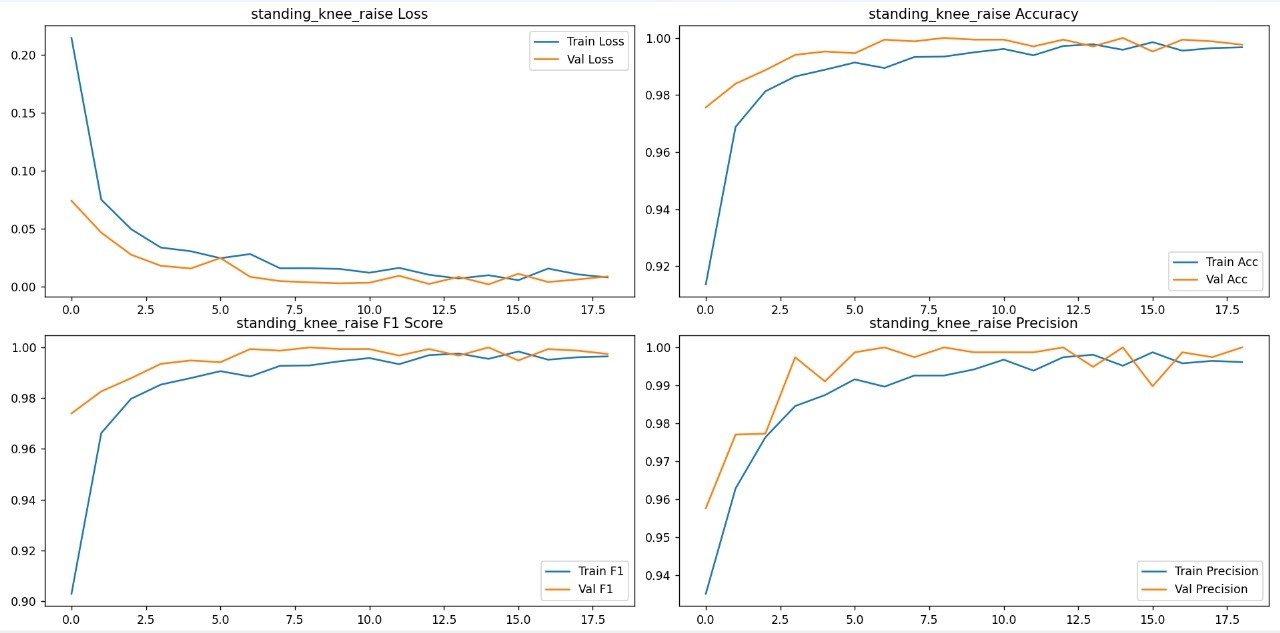 standing_knee_raise Loss
0.20
0.15
0.10
0.05
0.00
Train Loss
Val Loss
0.0 2.5 5.0 7.5 10.0 12.5 15.0 17.5
standing_knee_raise Accuracy
1.00
0.98
0.96
0.94
0.92
Train Acc
Val Acc
0.0 2.5 5.0 7.5 10.0 12.5 15.0 17.5
standing_knee_raise F1 Score
1.00
0.98
0.96
0.94
0.92
0.90
Train F1
Val F1
0.0 2.5 5.0 7.5 10.0 12.5 15.0 17.5
standing_knee_raise Precision
1.00
0.99
0.98
0.97
0.96
0.95
0.94
Train Precision
Val Precision
0.0 2.5 5.0 7.5 10.0 12.5 15.0 17.5